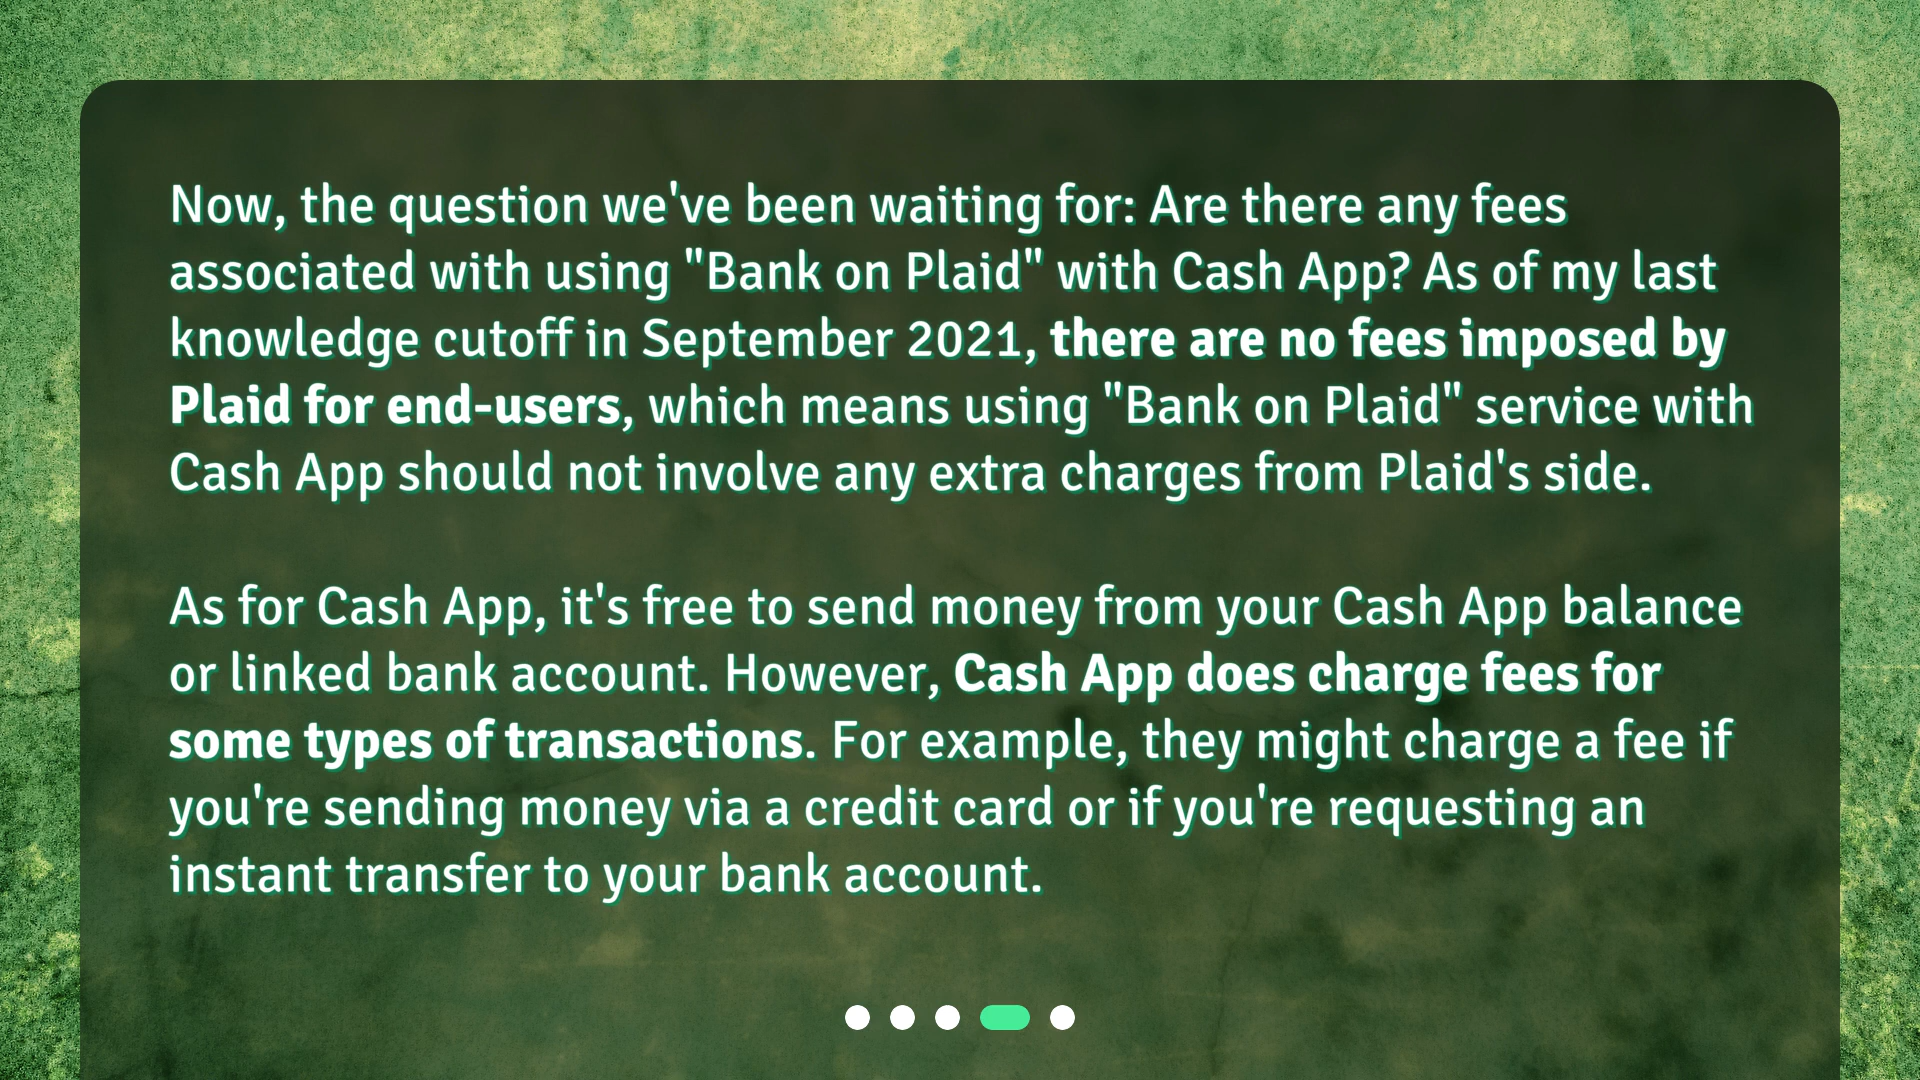 Now, the question we've been waiting for: Are there any fees
associated with using "Bank on Plaid" with Cash App? As of my last
knowledge cutoff in September 2021, there are no fees imposed by
Plaid for end-users, which means using "Bank on Plaid" service with
Cash App should not involve any extra charges from Plaid's side.
As for Cash App, it's free to send money from your Cash App balance
or linked bank account. However, Cash App does charge fees for
some types of transactions. For example, they might charge a fee if
you're sending money via a credit card or if you're requesting an
instant transfer to your bank account.